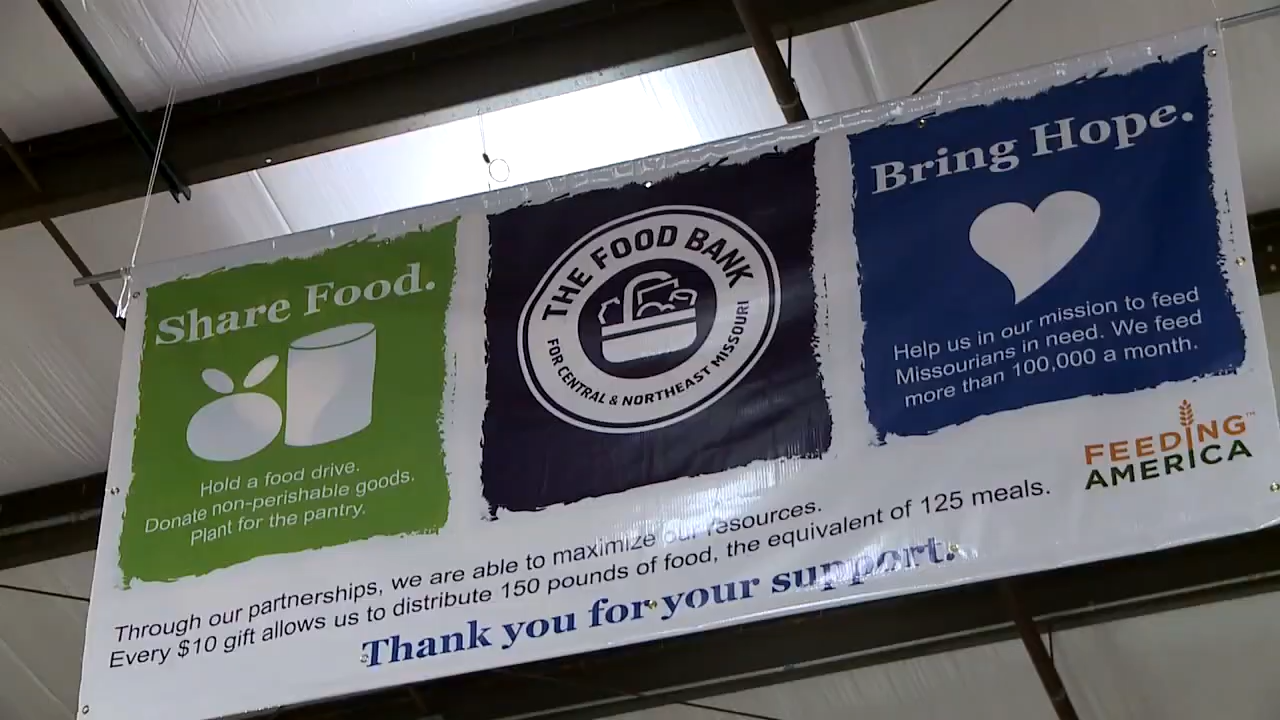 Share Food.
Hold a food drive.
Donate non-perishable goods.
Plant for the pantry.
THE FOOD BANK
FOR CENTRAL & NORTHEAST MISSOURI
Bring Hope.
Help us in our mission to feed
Missourians in need. We feed
more than 100,000 a month.
FEEDING™
AMERICA
Through our partnerships, we are able to maximize our resources.
Every $10 gift allows us to distribute 150 pounds of food, the equivalent of 125 meals.
Thank you for your support.